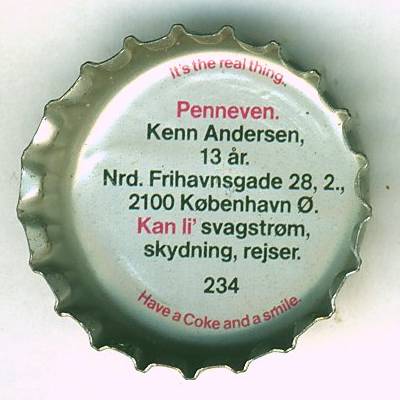 It's the real thing..
Penneven.
Kenn Andersen,
13 år.
Nrd. Frihavnsgade 28, 2.,
2100 København Ø.
Kan li' svagstrøm,
skydning, rejser.
234
Have a Coke and a smile.